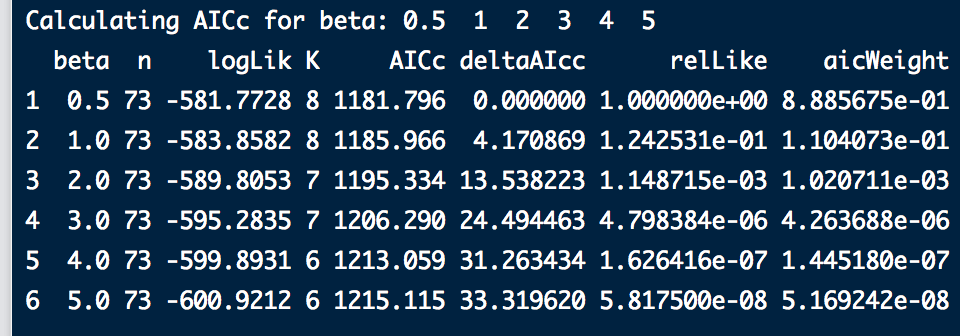 Calculating AICc for beta: 0.5 1 2 3 4 5
beta n logLik K AICc deltaAIcc relLike aicWeight
1 0.5 73 -581.7728 8 1181.796 0.000000 1.000000e+00 8.885675e-01
2 1.0 73 -583.8582 8 1185.966 4.170869 1.242531e-01 1.104073e-01
3 2.0 73 -589.8053 7 1195.334 13.538223 1.148715e-03 1.020711e-03
4 3.0 73 -595.2835 7 1206.290 24.494463 4.798384e-06 4.263688e-06
5 4.0 73 -599.8931 6 1213.059 31.263434 1.626416e-07 1.445180e-07
6 5.0 73 -600.9212 6 1215.115 33.319620 5.817500e-08 5.169242e-08